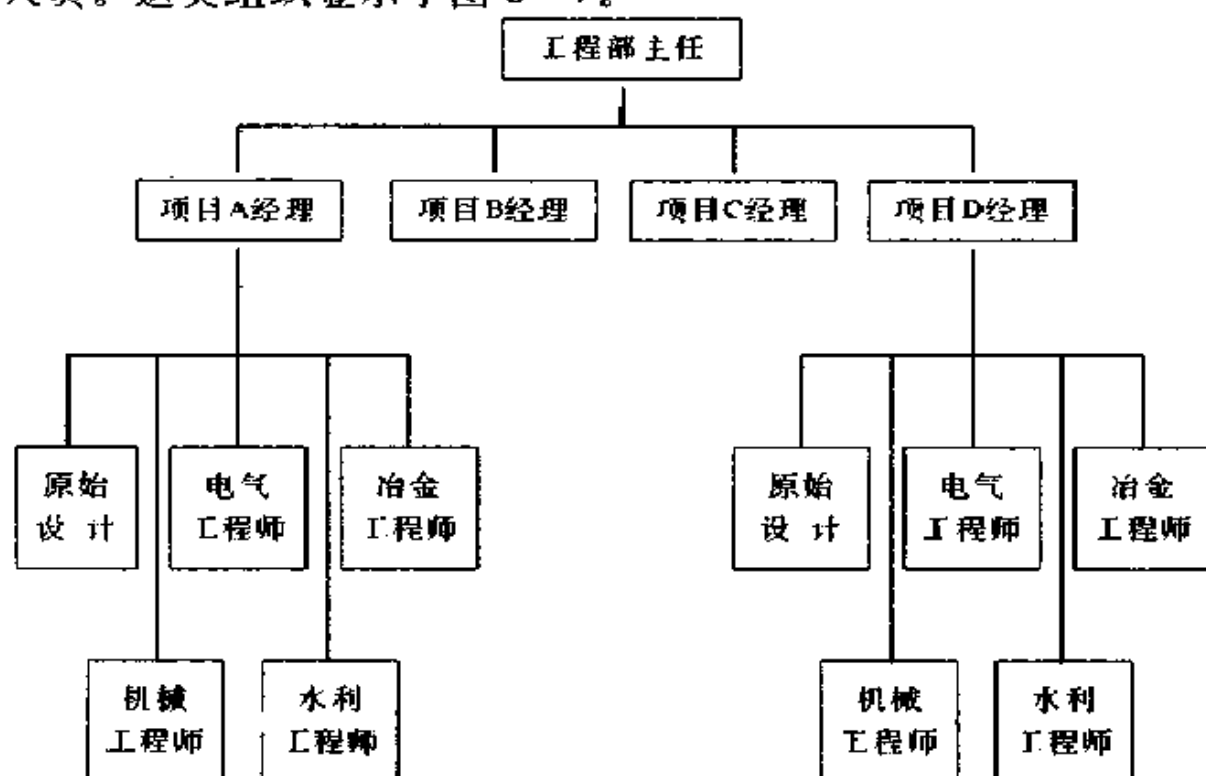 工程部主任
项目A经理
项目B经理
项目C经理
项目D经理
原始
设计
电气
工程师
冶金
工程师
机械
工程师
水利
工程师
原始
设计
电气
工程师
冶金
工程师
机械
工程师
水利
工程师